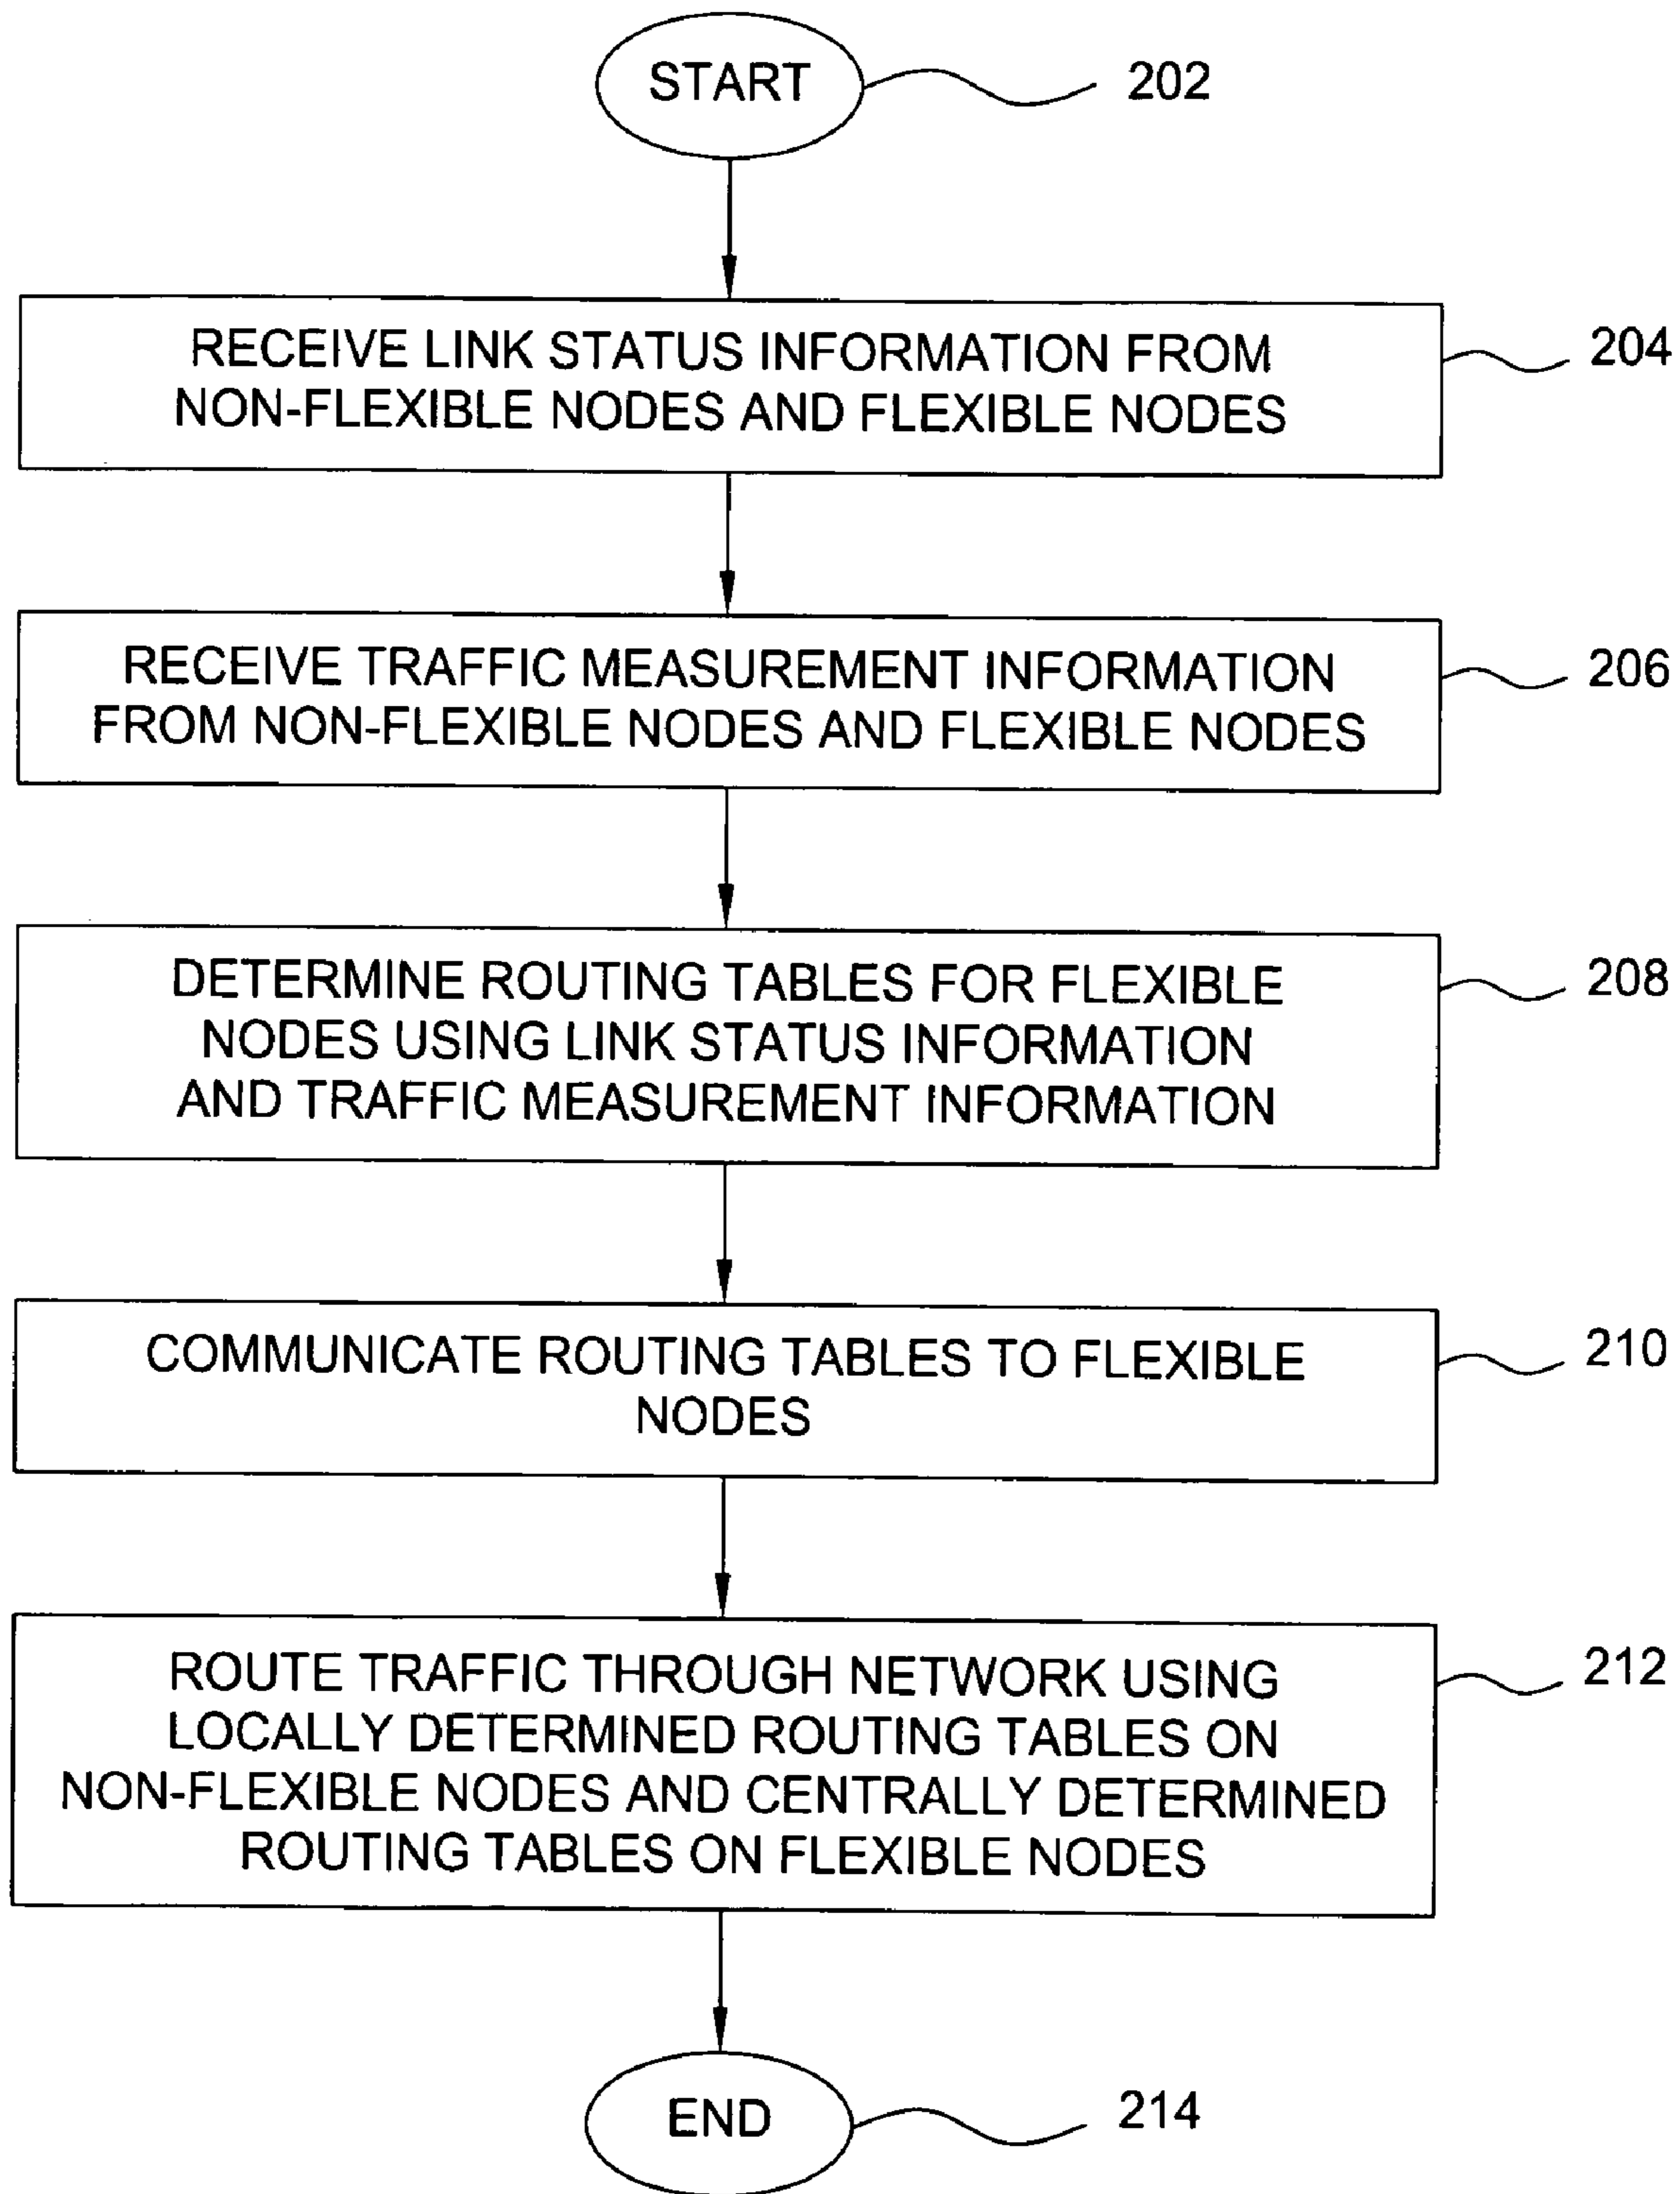 START
202
RECEIVE LINK STATUS INFORMATION FROM
NON-FLEXIBLE NODES AND FLEXIBLE NODES
204
RECEIVE TRAFFIC MEASUREMENT INFORMATION
FROM NON-FLEXIBLE NODES AND FLEXIBLE NODES
206
DETERMINE ROUTING TABLES FOR FLEXIBLE
NODES USING LINK STATUS INFORMATION
AND TRAFFIC MEASUREMENT INFORMATION
208
COMMUNICATE ROUTING TABLES TO FLEXIBLE
NODES
210
ROUTE TRAFFIC THROUGH NETWORK USING
LOCALLY DETERMINED ROUTING TABLES ON
NON-FLEXIBLE NODES AND CENTRALLY DETERMINED
ROUTING TABLES ON FLEXIBLE NODES
212
END
214